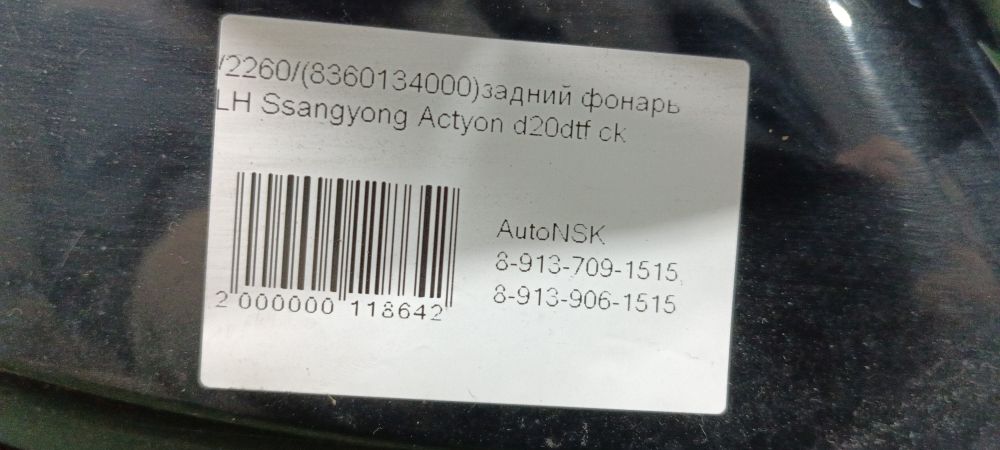 /2260/(8360134000)задний фонарь
LH Ssangyong Actyon d20dtf ck
AutoNSK
8-913-709-1515,
8-913-906-1515
2 000000 118642